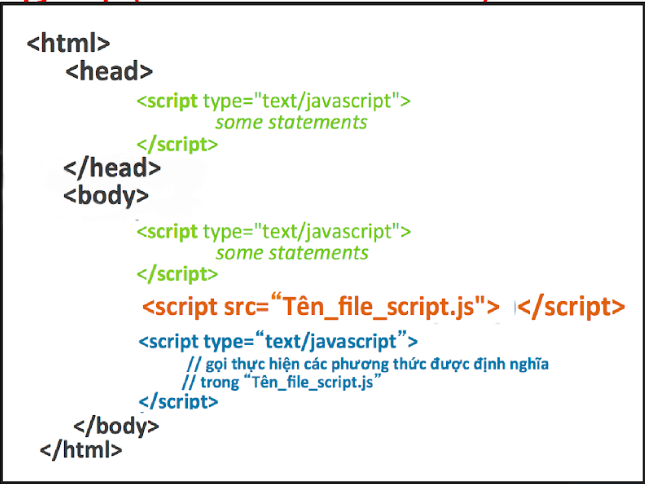 <html>
<head>
<script type="text/javascript">
some statements
</script>
</head>
<body>
<script type="text/javascript">
some statements
</script>
<script src=“Tên_file_script.js"> </script>
<script type=“text/javascript”>
// gọi thực hiện các phương thức được định nghĩa
// trong “Tên_file_script.js”
</script>
</body>
</html>